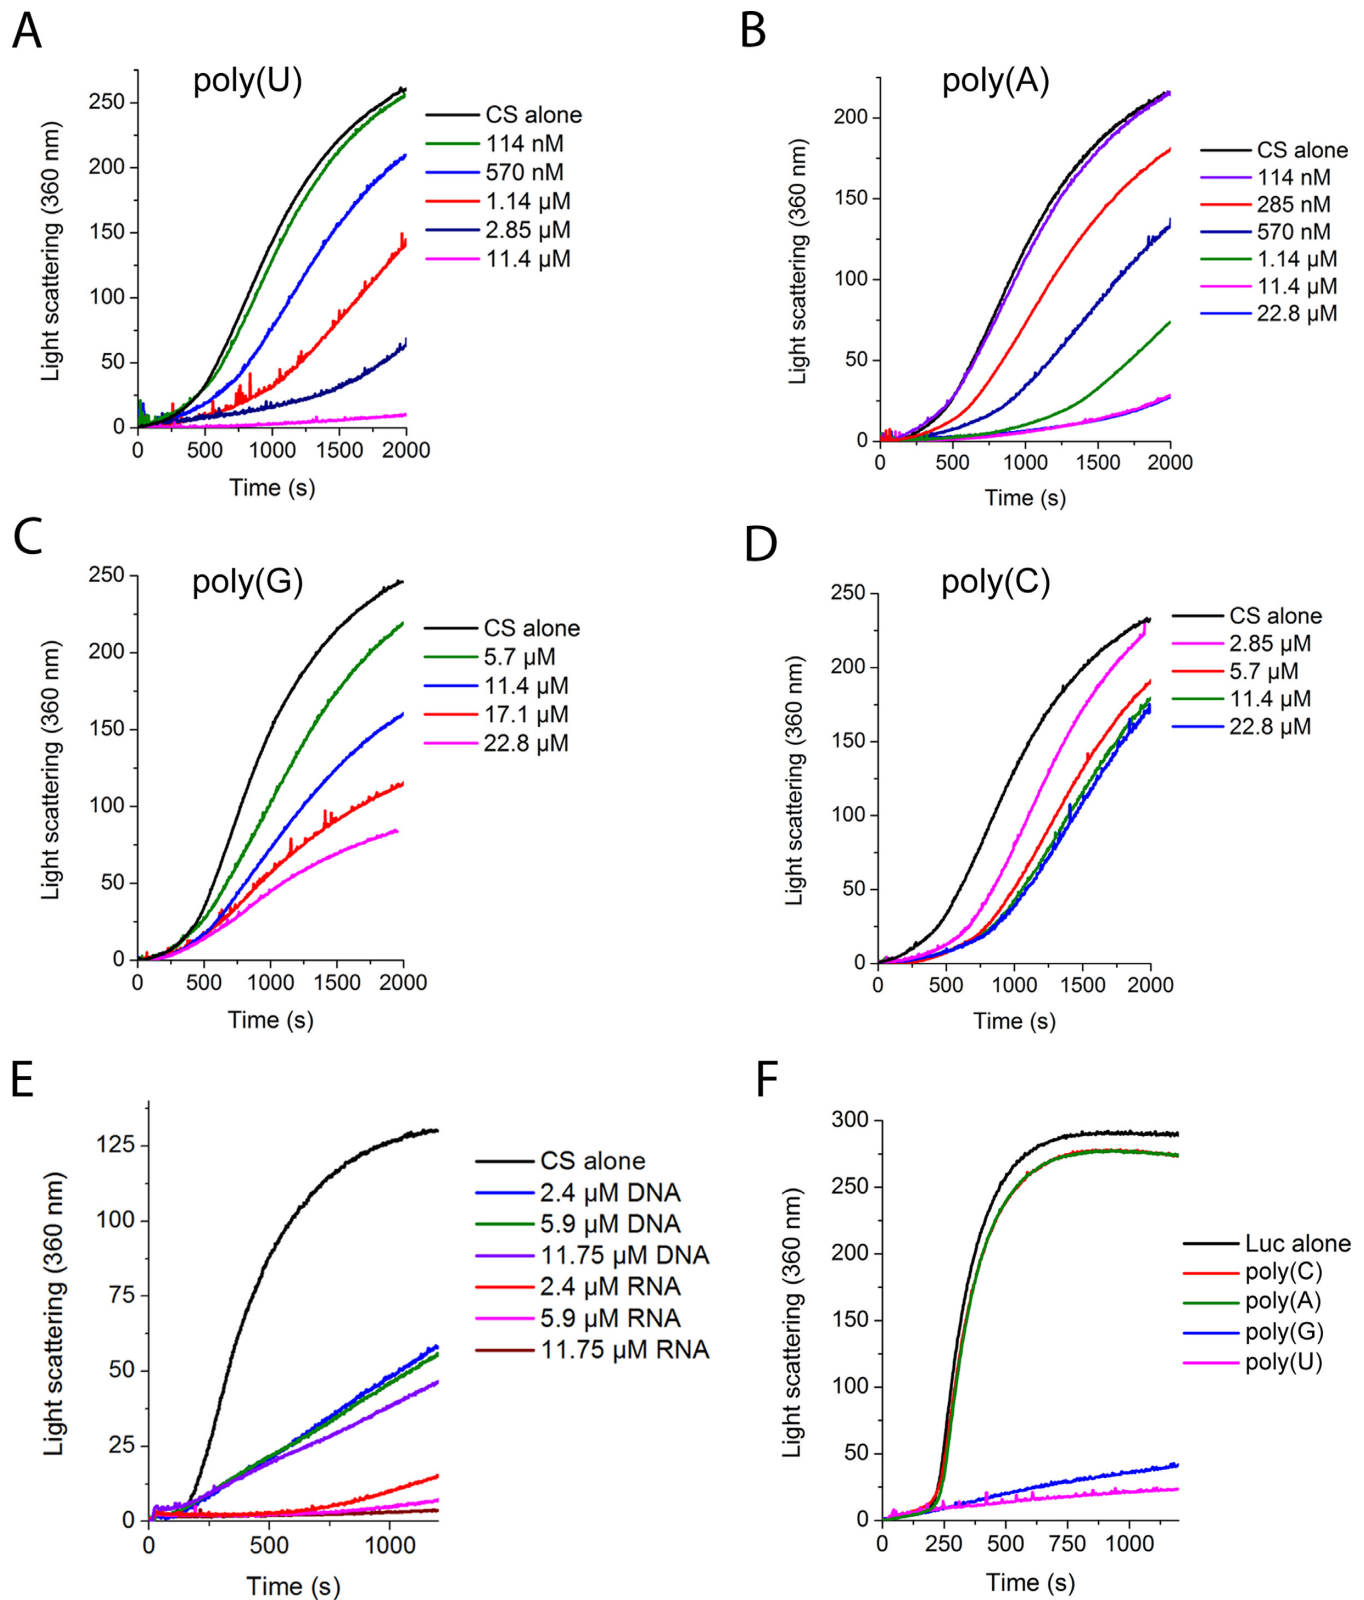 A
poly(U)
Light scattering (360 nm)
250
200
150
100
50
0
0 500 1000 1500 2000
Time (s)
CS alone
114 nM
570 nM
1.14 µM
2.85 µM
11.4 µM
B
poly(A)
Light scattering (360 nm)
200
150
100
50
0
0 500 1000 1500 2000
Time (s)
CS alone
114 nM
285 nM
570 nM
1.14 µM
11.4 µM
22.8 µM
C
poly(G)
Light scattering (360 nm)
250
200
150
100
50
0
0 500 1000 1500 2000
Time (s)
CS alone
5.7 µM
11.4 µM
17.1 µM
22.8 µM
D
poly(C)
Light scattering (360 nm)
250
200
150
100
50
0
0 500 1000 1500 2000
Time (s)
CS alone
2.85 µM
5.7 µM
11.4 µM
22.8 µM
E
Light scattering (360 nm)
125
100
75
50
25
0
0 500 1000
Time (s)
CS alone
2.4 µM DNA
5.9 µM DNA
11.75 µM DNA
2.4 µM RNA
5.9 µM RNA
11.75 µM RNA
F
Light scattering (360 nm)
300
250
200
150
100
50
0
0 250 500 750 1000
Time (s)
Luc alone
poly(C)
poly(A)
poly(G)
poly(U)